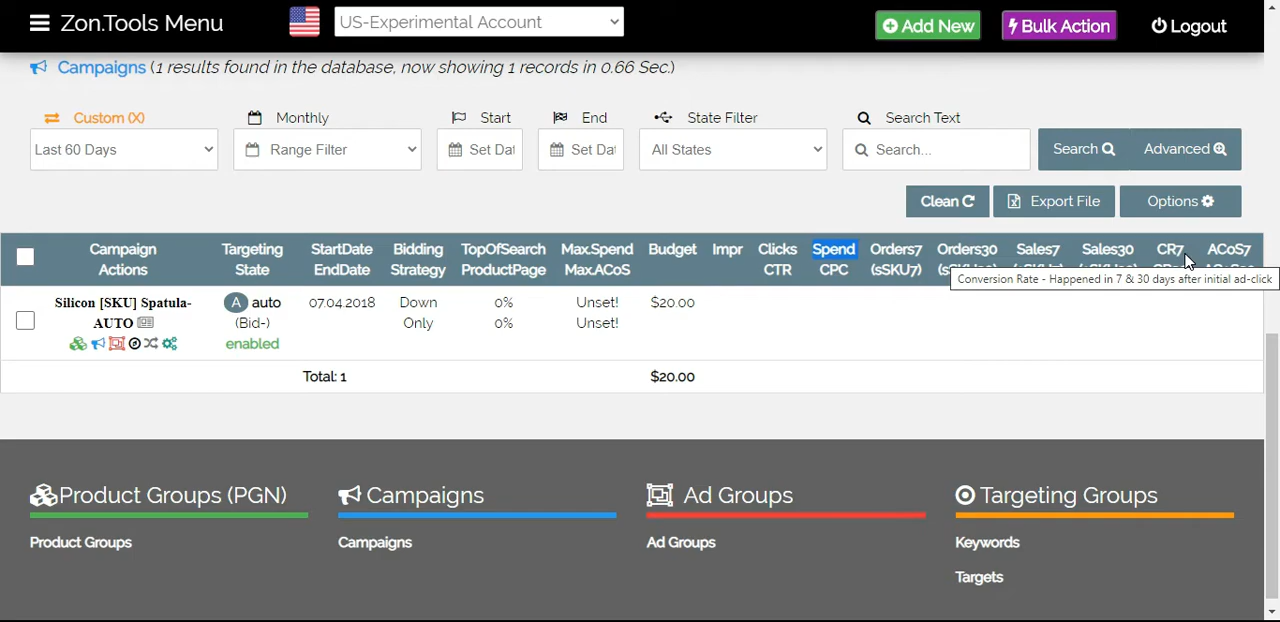 Zon.Tools Menu
US-Experimental Account
Add New
Bulk Action
Logout
Campaigns (1 results found in the database, now showing 1 records in 0.66 Sec.)
Custom (X)
Monthly
Start
End
State Filter
Search Text
Last 60 Days
Range Filter
Set Dat
Set Dat
All States
Search...
Search
Advanced
Clean
Export File
Options
Campaign
Actions
Targeting
State
StartDate
EndDate
Bidding
Strategy
TopOfSearch
ProductPage
Max.Spend
Max.ACoS
Budget
Impr
Clicks
CTR
Spend
CPC
Orders7
(sSKU7)
Orders30
Sales7
Sales30
CR7
ACoS7
Conversion Rate - Happened in 7 & 30 days after initial ad-click
Silicon [SKU] Spatula-
AUTO
A auto
(Bid-)
enabled
07.04.2018
Down
Only
0%
0%
Unset!
Unset!
$20.00
Total: 1
$20.00
Product Groups (PGN)
Campaigns
Ad Groups
Targeting Groups
Product Groups
Campaigns
Ad Groups
Keywords
Targets